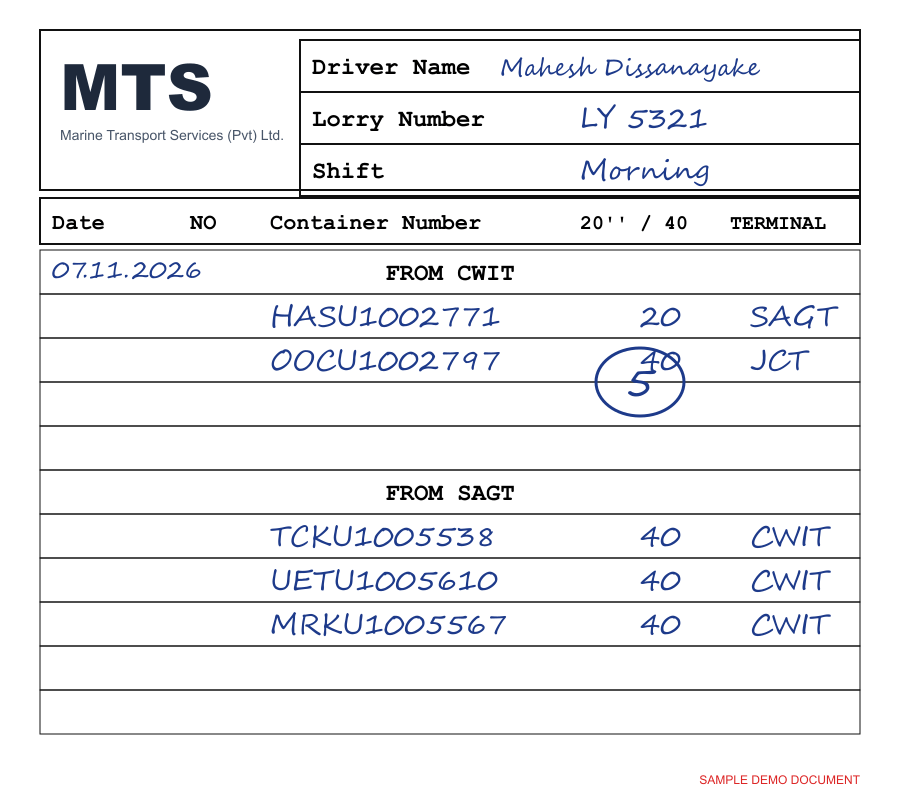 MTS
Marine Transport Services (Pvt) Ltd.
Driver Name Mahesh Dissanayake
Lorry Number LY 5321
Shift Morning
Date NO Container Number 20'' / 40 TERMINAL
07.11.2026 FROM CWIT
HASU1002771 20 SAGT
OOCU1002797 40 JCT
5
FROM SAGT
TCKU1005538 40 CWIT
UETU1005610 40 CWIT
MRKU1005567 40 CWIT
SAMPLE DEMO DOCUMENT